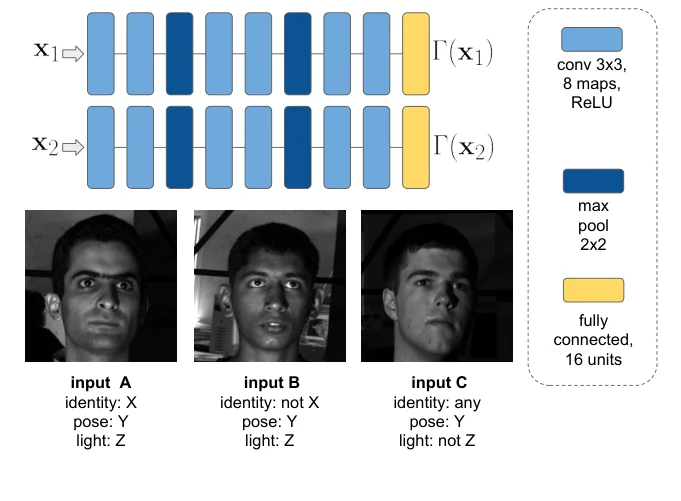 x₁ Γ(x₁)
x₂ Γ(x₂)
conv 3x3,
8 maps,
ReLU
max
pool
2x2
fully
connected,
16 units
input A
identity: X
pose: Y
light: Z
input B
identity: not X
pose: Y
light: Z
input C
identity: any
pose: Y
light: not Z